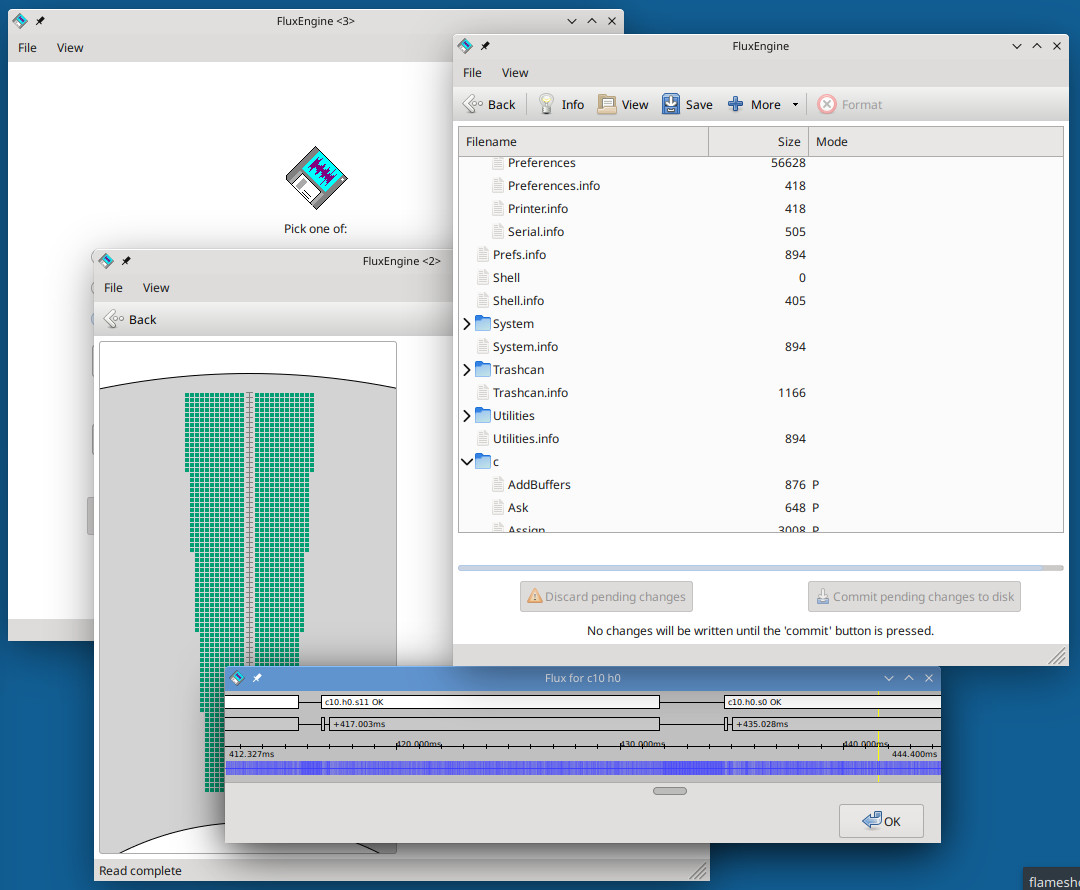 FluxEngine <3>
File View
Pick one of:
FluxEngine
File View
Back Info View Save More Format
Filename Size Mode
Preferences 56628
Preferences.info 418
Printer.info 418
Serial.info 505
Prefs.info 894
Shell 0
Shell.info 405
System
System.info 894
Trashcan
Trashcan.info 1166
Utilities
Utilities.info 894
c
AddBuffers 876 P
Ask 648 P
Assign 3008 P
Discard pending changes Commit pending changes to disk
No changes will be written until the 'commit' button is pressed.
FluxEngine <2>
File View
Back
Read complete
Flux for c10 h0
c10.h0.s11 OK c10.h0.s0 OK
+417.003ms +435.028ms
420.000ms 430.000ms 440.000ms
412.327ms 444.400ms
OK
flamesho